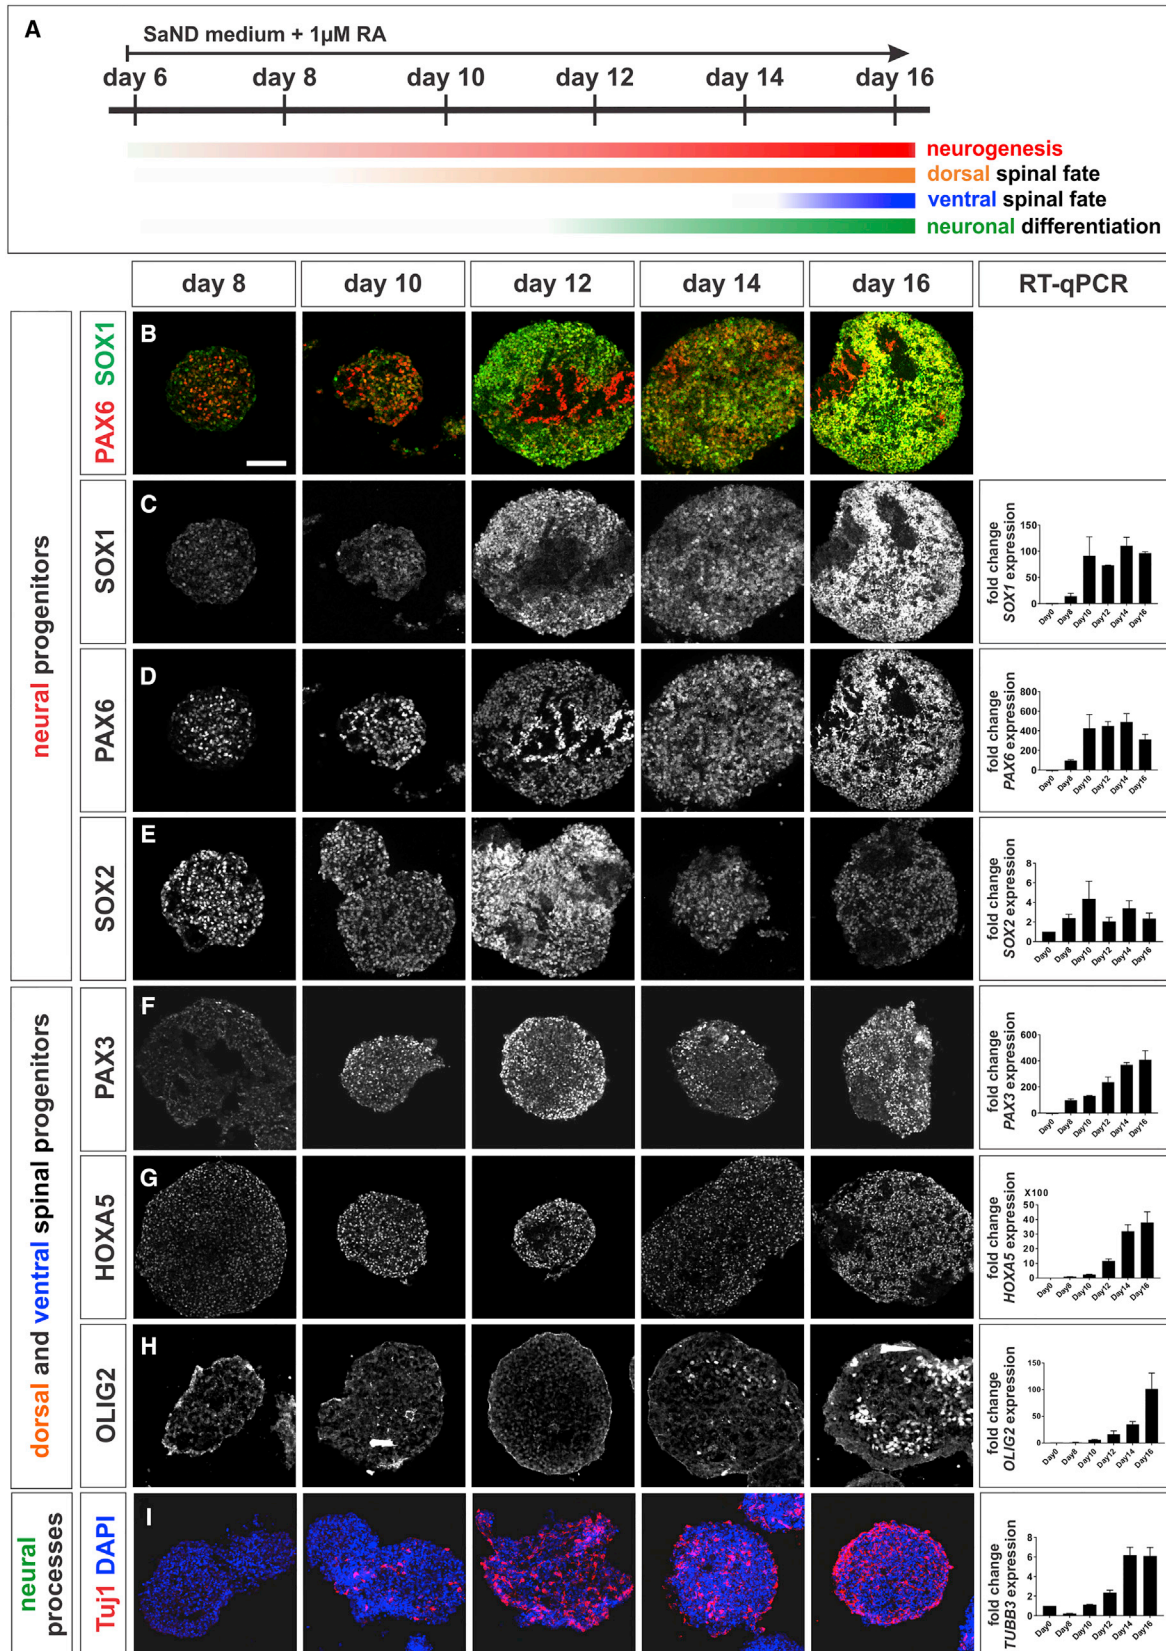 A
SaND medium + 1µM RA
day 6 day 8 day 10 day 12 day 14 day 16
neurogenesis
dorsal spinal fate
ventral spinal fate
neuronal differentiation
day 8 day 10 day 12 day 14 day 16 RT-qPCR
neural progenitors
PAX6 SOX1
B
SOX1
C
fold change
SOX1 expression
150
100
50
0
Day0 Day8 Day10 Day12 Day14 Day16
PAX6
D
fold change
PAX6 expression
800
600
400
200
0
Day0 Day8 Day10 Day12 Day14 Day16
SOX2
E
fold change
SOX2 expression
8
6
4
2
0
Day0 Day8 Day10 Day12 Day14 Day16
dorsal and ventral spinal progenitors
PAX3
F
fold change
PAX3 expression
600
400
200
0
Day0 Day8 Day10 Day12 Day14 Day16
HOXA5
G
fold change
HOXA5 expression
X100
50
40
30
20
10
0
Day0 Day8 Day10 Day12 Day14 Day16
OLIG2
H
fold change
OLIG2 expression
150
100
50
0
Day0 Day8 Day10 Day12 Day14 Day16
neural
processes
Tuj1 DAPI
I
fold change
TUBB3 expression
8
6
4
2
0
Day0 Day8 Day10 Day12 Day14 Day16